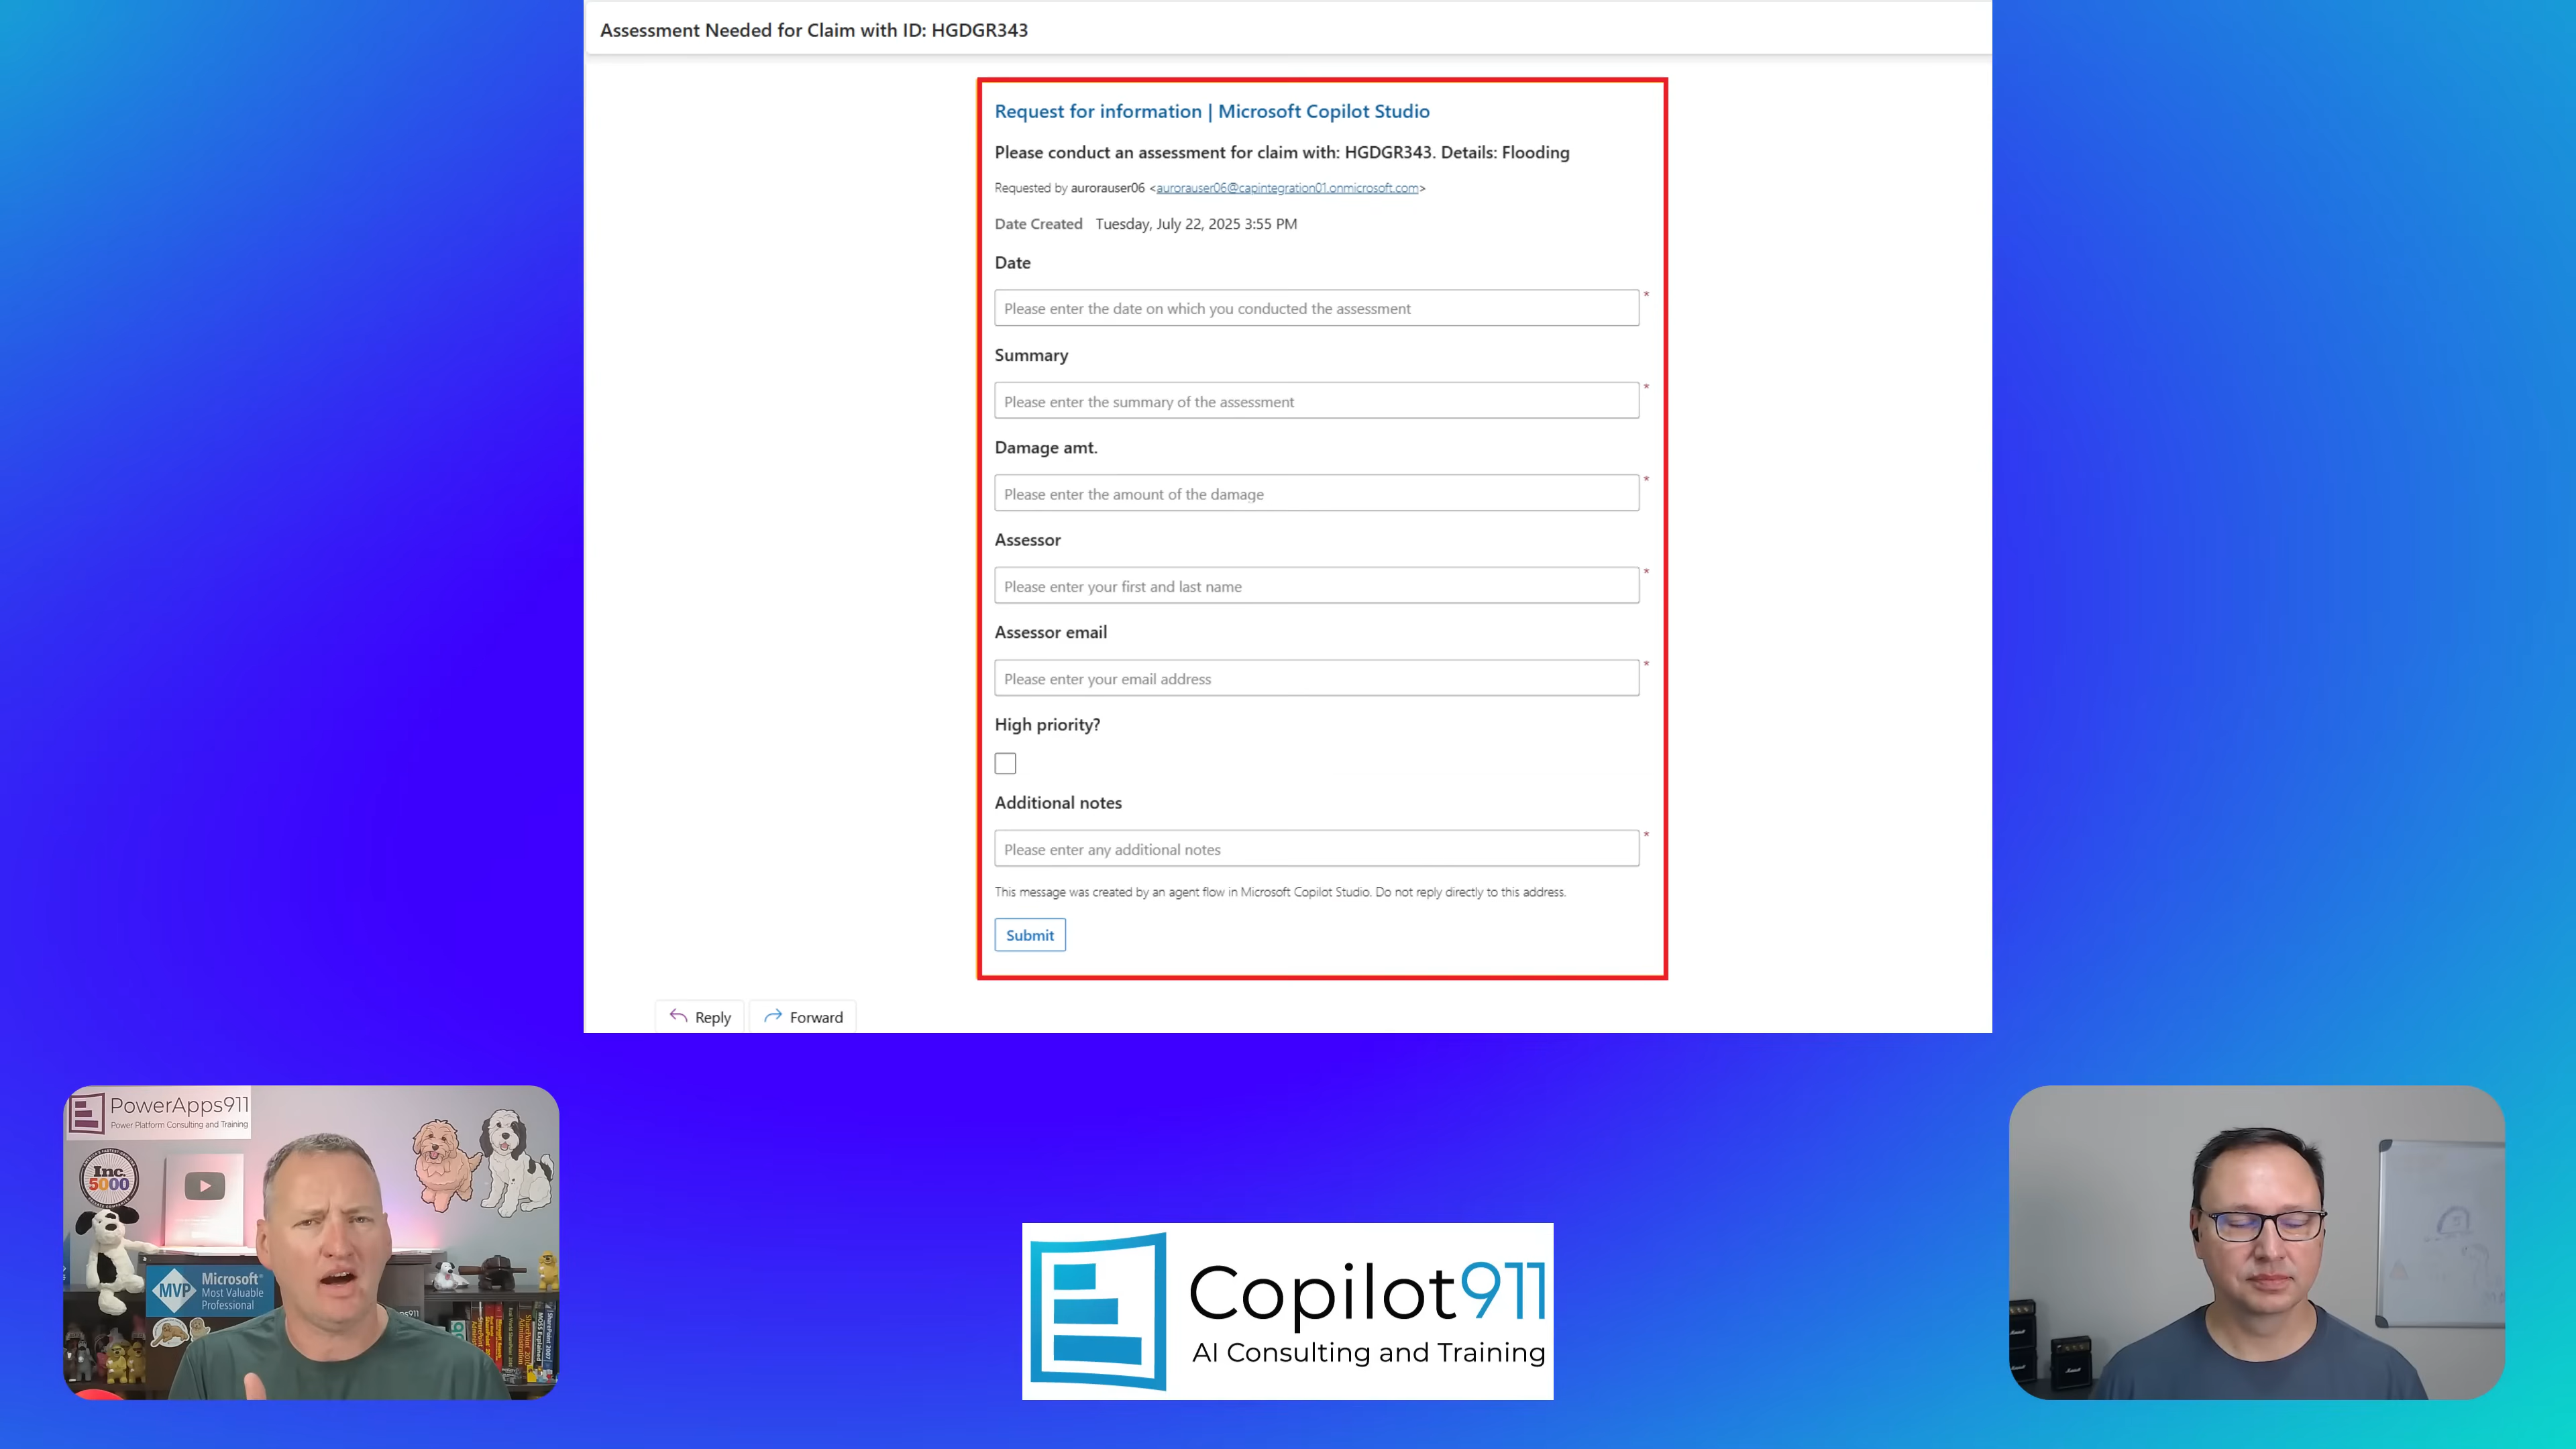 Assessment Needed for Claim with ID: HGDGR343
Request for information | Microsoft Copilot Studio
Please conduct an assessment for claim with: HGDGR343. Details: Flooding
Requested by aurorauser06 <aurorauser06@capintegration01.onmicrosoft.com>
Date Created Tuesday, July 22, 2025 3:55 PM
Date
Please enter the date on which you conducted the assessment *
Summary
Please enter the summary of the assessment *
Damage amt.
Please enter the amount of the damage *
Assessor
Please enter your first and last name *
Assessor email
Please enter your email address *
High priority?
Additional notes
Please enter any additional notes *
This message was created by an agent flow in Microsoft Copilot Studio. Do not reply directly to this address.
Submit
Reply
Forward
PowerApps911
Power Platform Consulting and Training
Inc.
5000
MVP
Microsoft®
Most Valuable
Professional
Copilot911
AI Consulting and Training